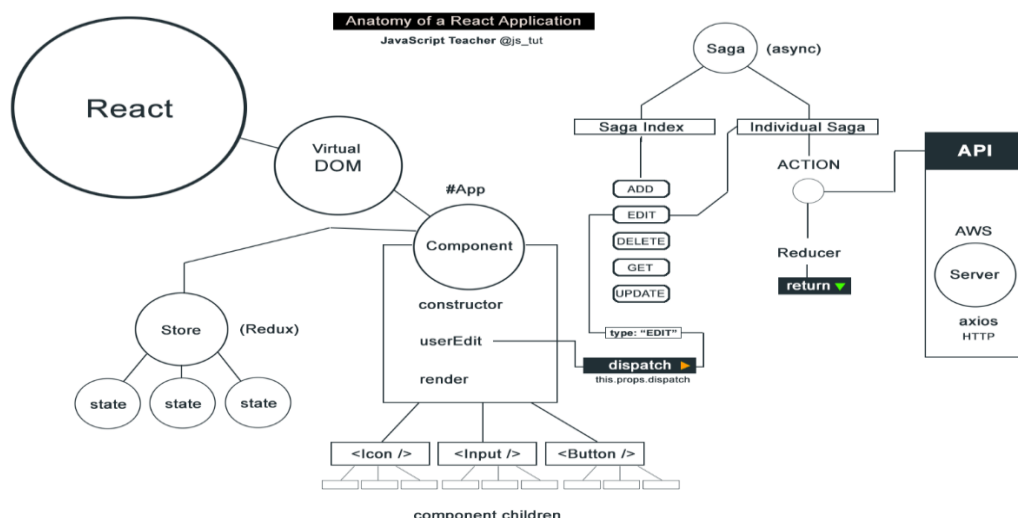 Anatomy of a React Application
JavaScript Teacher @js_tut
React
Virtual
DOM
#App
Component
constructor
userEdit
render
Store
(Redux)
state
state
state
<Icon />
<Input />
<Button />
component children
Saga
(async)
Saga Index
Individual Saga
ADD
EDIT
DELETE
GET
UPDATE
type: “EDIT”
dispatch
this.props.dispatch
ACTION
Reducer
return
API
AWS
Server
axios
HTTP